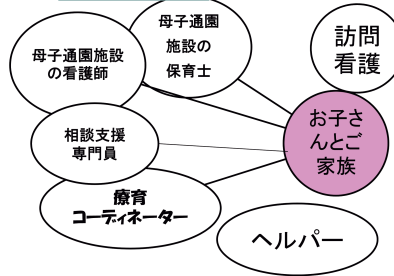 母子通園
施設の
保育士
訪問
看護
母子通園施設
の看護師
お子さ
んとご
家族
相談支援
専門員
療育
コーディネーター
ヘルパー